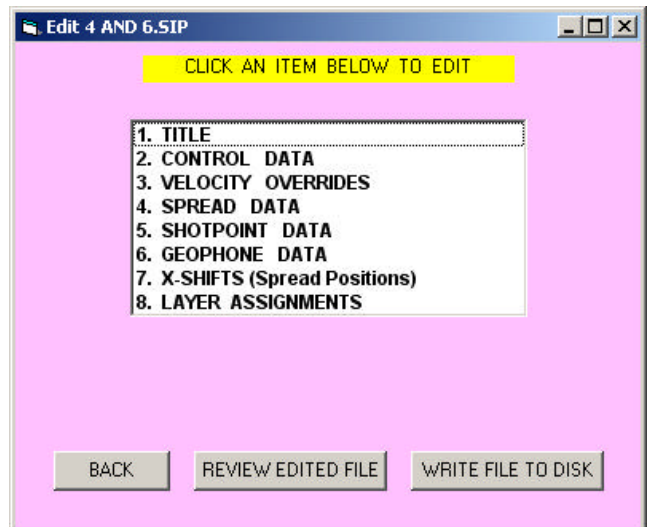 Edit 4 AND 6.SIP
CLICK AN ITEM BELOW TO EDIT
1. TITLE
2. CONTROL DATA
3. VELOCITY OVERRIDES
4. SPREAD DATA
5. SHOTPOINT DATA
6. GEOPHONE DATA
7. X-SHIFTS (Spread Positions)
8. LAYER ASSIGNMENTS
BACK REVIEW EDITED FILE WRITE FILE TO DISK